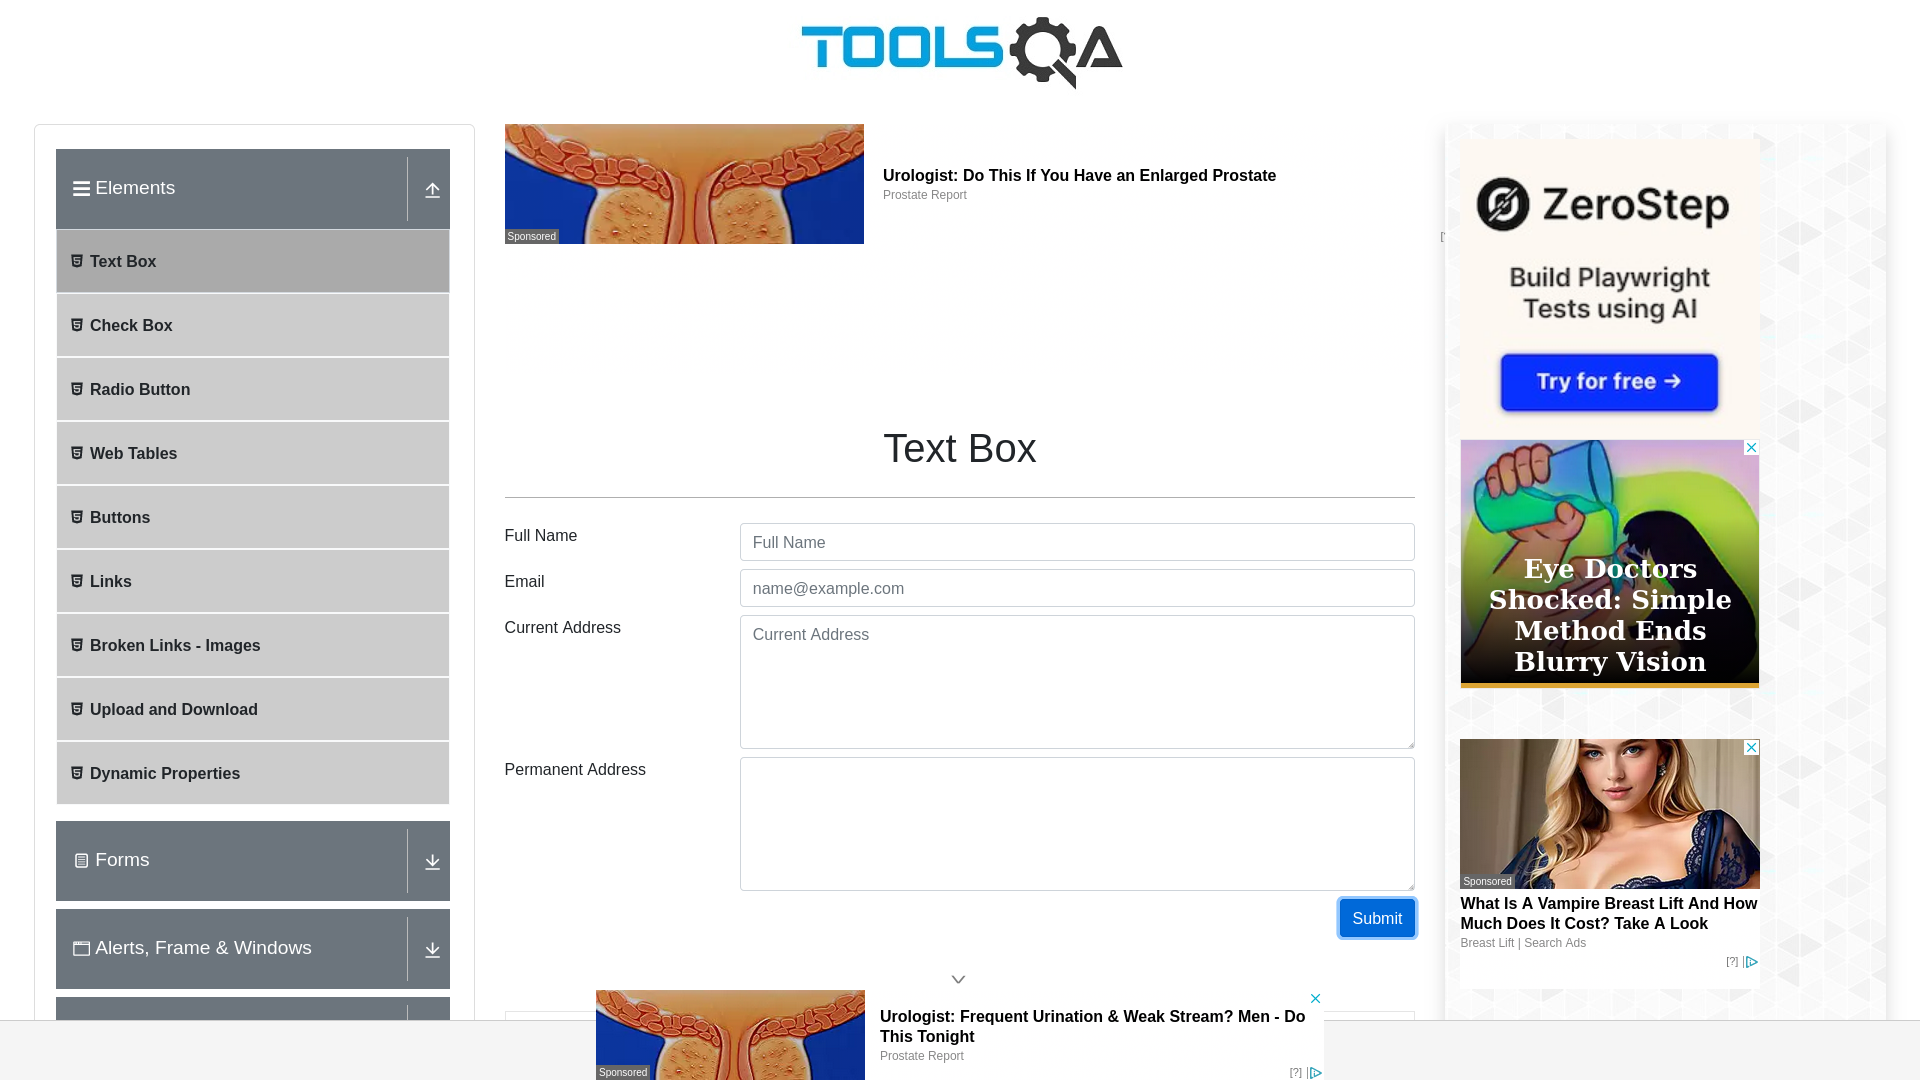 TOOLSQA
Elements
Text Box
Check Box
Radio Button
Web Tables
Buttons
Links
Broken Links - Images
Upload and Download
Dynamic Properties
Forms
Alerts, Frame & Windows
Sponsored
Urologist: Do This If You Have an Enlarged Prostate
Prostate Report
Text Box
Full Name
Full Name
Email
name@example.com
Current Address
Current Address
Permanent Address
Submit
Sponsored
Urologist: Frequent Urination & Weak Stream? Men - Do
This Tonight
Prostate Report
[?]
ZeroStep
Build Playwright
Tests using AI
Try for free →
Eye Doctors
Shocked: Simple
Method Ends
Blurry Vision
Sponsored
What Is A Vampire Breast Lift And How
Much Does It Cost? Take A Look
Breast Lift | Search Ads
[?]